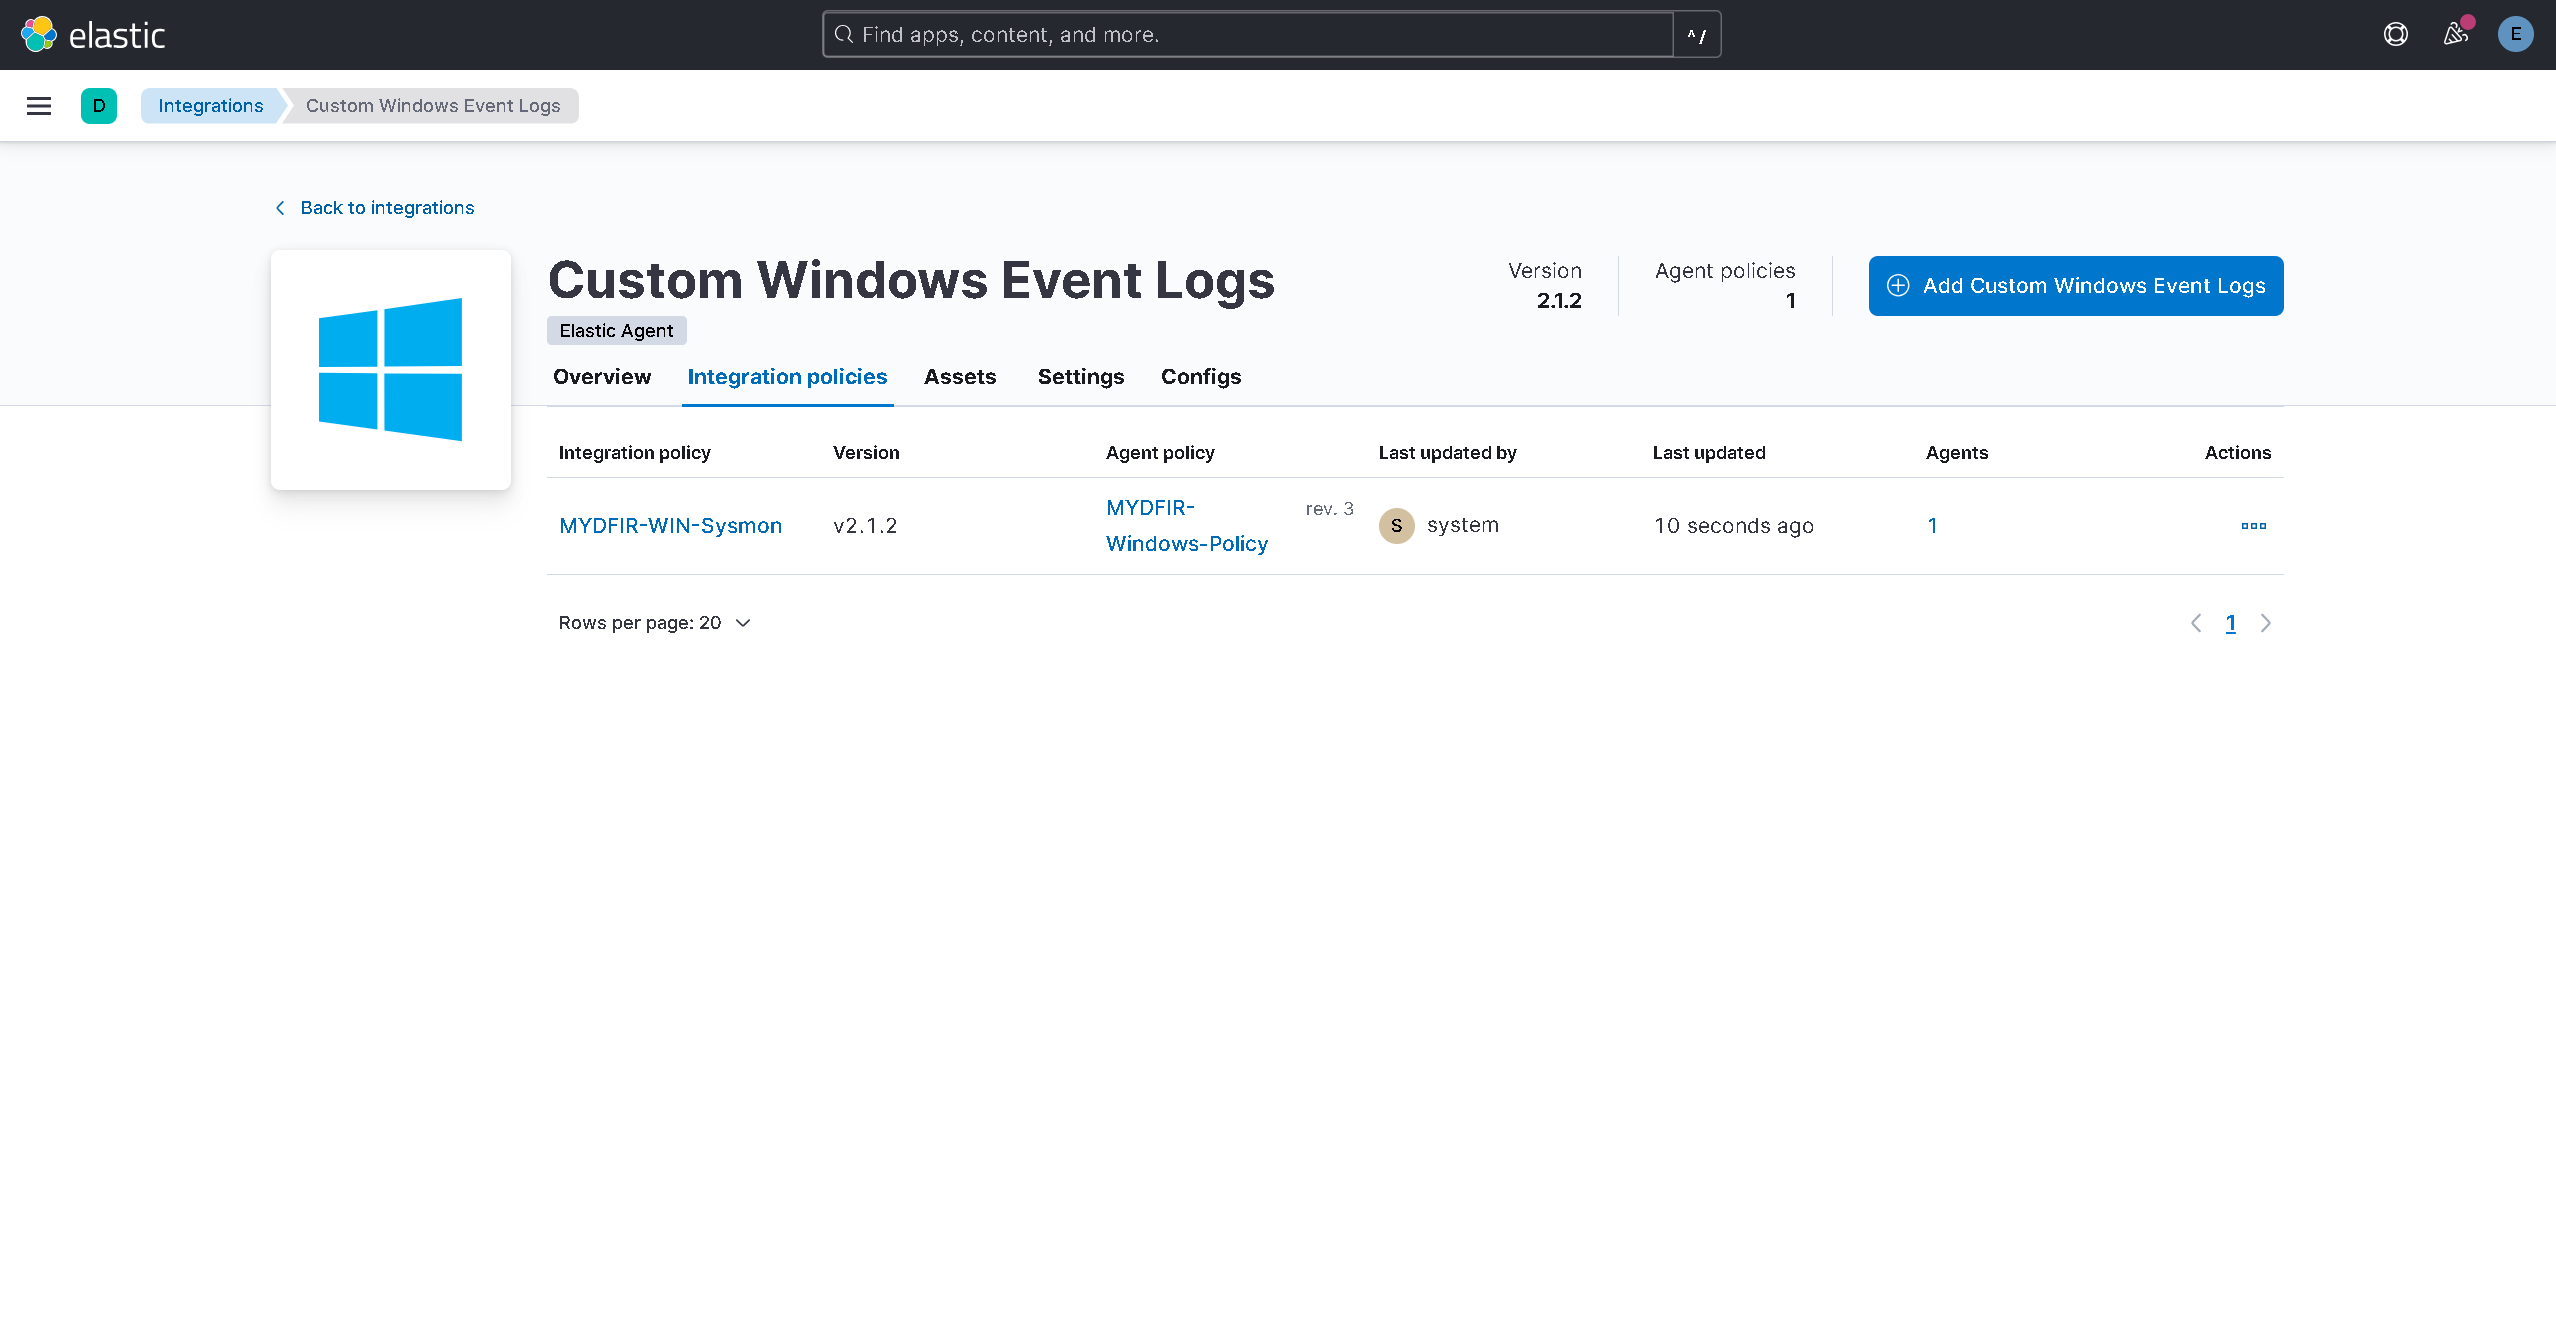 elastic
Find apps, content, and more.
^/
E
D
Integrations
Custom Windows Event Logs
Back to integrations
Custom Windows Event Logs
Elastic Agent
Version
2.1.2
Agent policies
1
Add Custom Windows Event Logs
Overview
Integration policies
Assets
Settings
Configs
Integration policy
Version
Agent policy
Last updated by
Last updated
Agents
Actions
MYDFIR-WIN-Sysmon
v2.1.2
MYDFIR-
Windows-Policy
rev. 3
S
system
10 seconds ago
1
Rows per page: 20
1